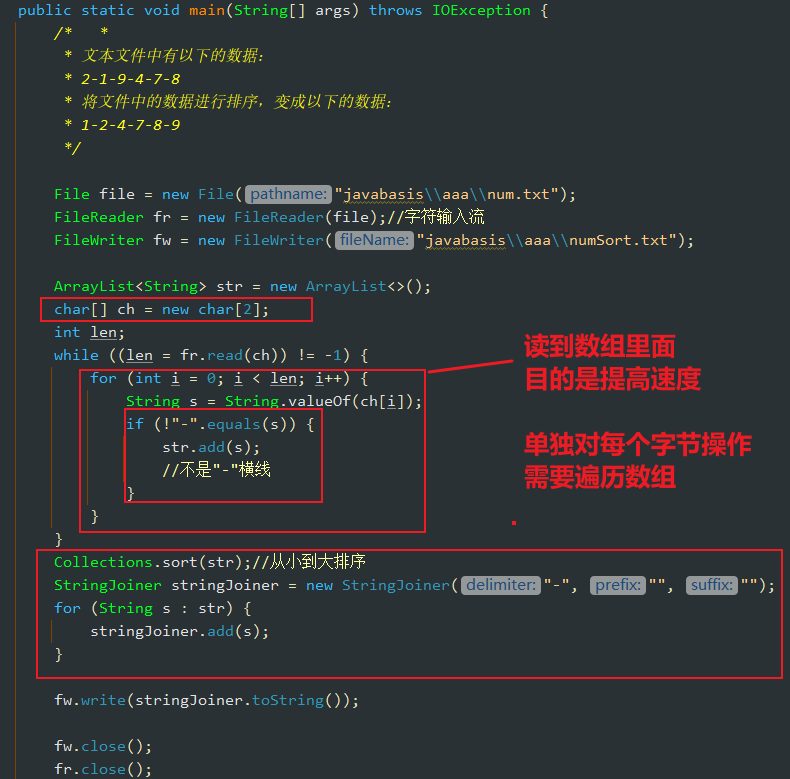 public static void main(String[] args) throws IOException {
/*   *
* 文本文件中有以下的数据:
* 2-1-9-4-7-8
* 将文件中的数据进行排序，变成以下的数据:
* 1-2-4-7-8-9
*/
File file = new File( pathname: "javabasis\\aaa\\num.txt");
FileReader fr = new FileReader(file);//字符输入流
FileWriter fw = new FileWriter( fileName: "javabasis\\aaa\\numSort.txt");
ArrayList<String> str = new ArrayList<>();
char[] ch = new char[2];
int len;
while ((len = fr.read(ch)) != -1) {
for (int i = 0; i < len; i++) {
String s = String.valueOf(ch[i]);
if (!"-".equals(s)) {
str.add(s);
//不是"-"横线
}
}
}
读到数组里面
目的是提高速度
单独对每个字节操作
需要遍历数组
Collections.sort(str);//从小到大排序
StringJoiner stringJoiner = new StringJoiner( delimiter: "-", prefix: "", suffix: "");
for (String s : str) {
stringJoiner.add(s);
}
fw.write(stringJoiner.toString());
fw.close();
fr.close();